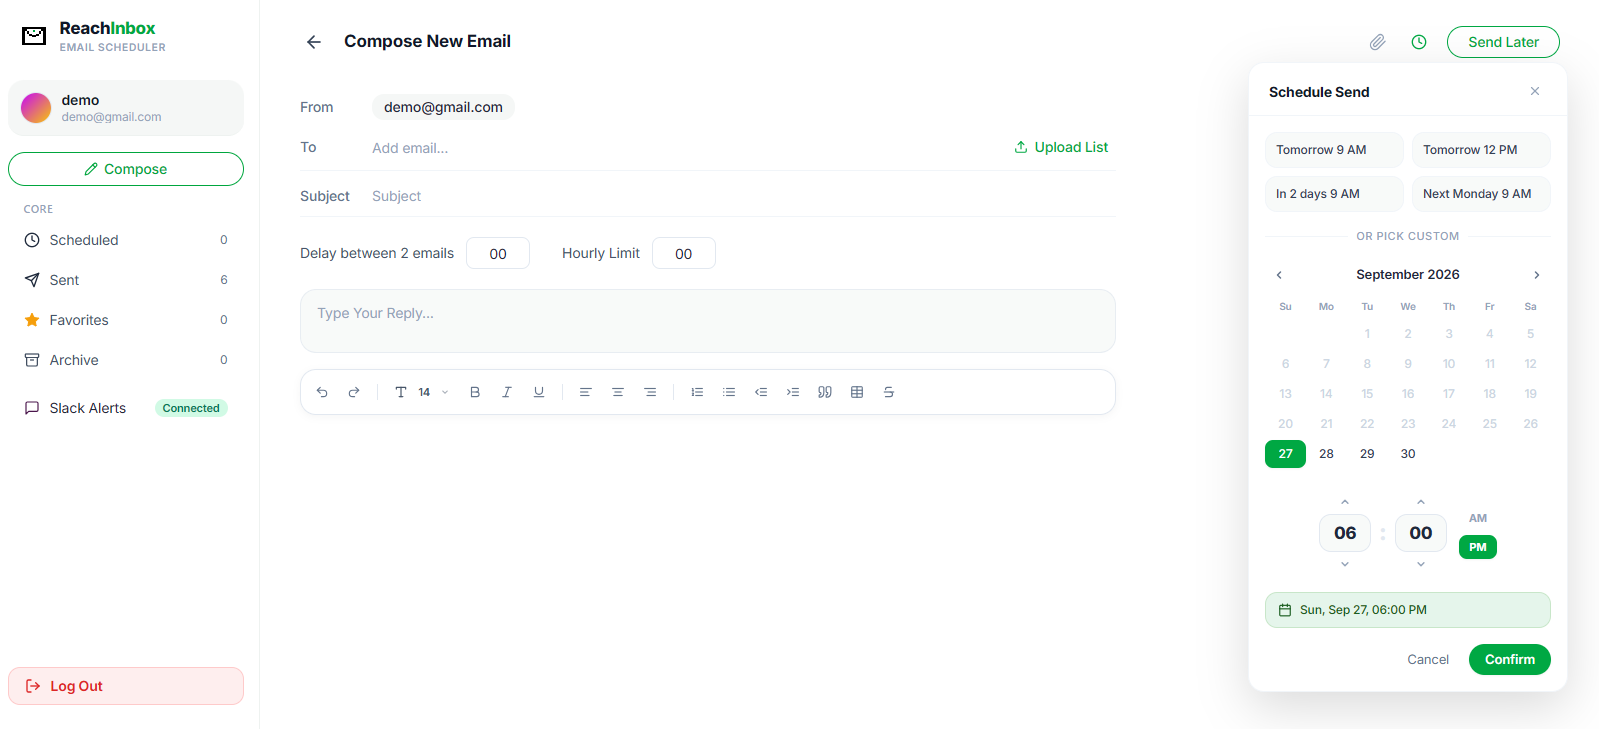 ReachInbox
EMAIL SCHEDULER
demo
demo@gmail.com
Compose
CORE
Scheduled 0
Sent 6
Favorites 0
Archive 0
Slack Alerts Connected
Log Out
Compose New Email
Send Later
From demo@gmail.com
To Add email...
Upload List
Subject Subject
Delay between 2 emails 00 Hourly Limit 00
Type Your Reply...
14
Schedule Send
Tomorrow 9 AM Tomorrow 12 PM
In 2 days 9 AM Next Monday 9 AM
OR PICK CUSTOM
September 2026
Su Mo Tu We Th Fr Sa
1 2 3 4 5
6 7 8 9 10 11 12
13 14 15 16 17 18 19
20 21 22 23 24 25 26
27 28 29 30
06 : 00 AM
PM
Sun, Sep 27, 06:00 PM
Cancel Confirm